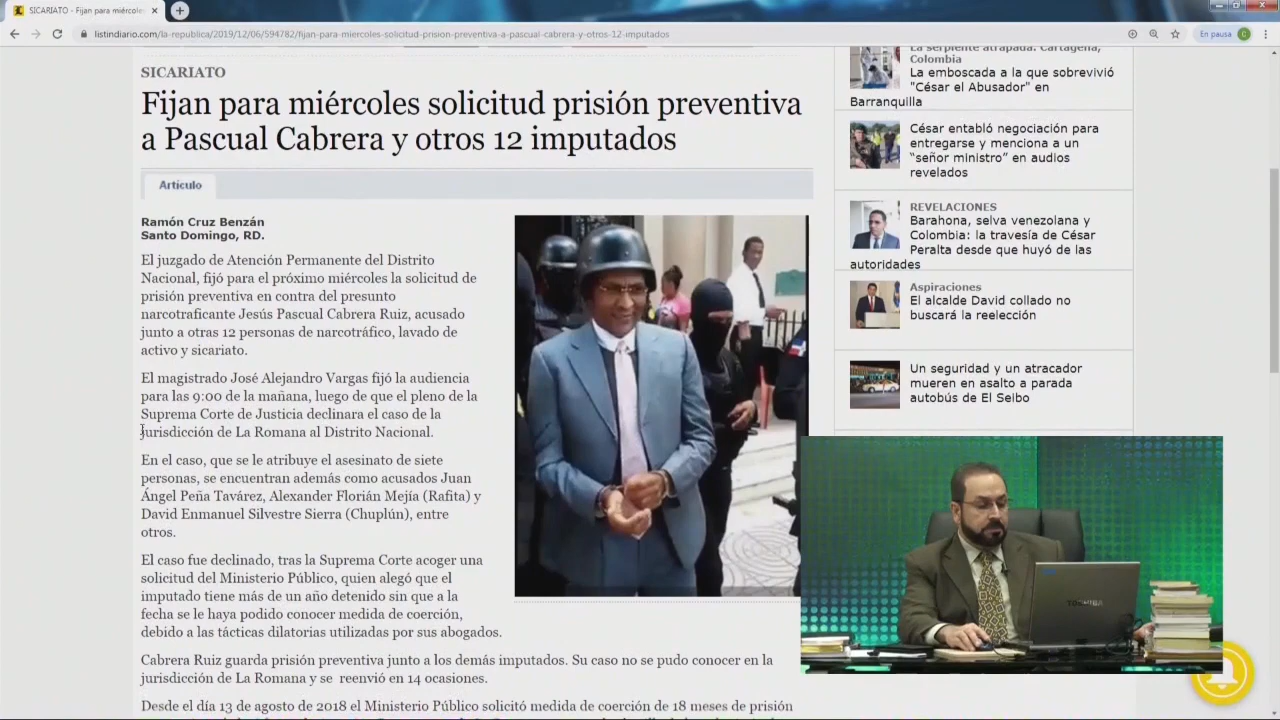 SICARIATO - Fijan para miércoles
listindiario.com/la-republica/2019/12/06/594782/fijan-para-miercoles-solicitud-prision-preventiva-a-pascual-cabrera-y-otros-12-imputados
En pausa
C
SICARIATO
Fijan para miércoles solicitud prisión preventiva
a Pascual Cabrera y otros 12 imputados
Artículo
Ramón Cruz Benzán
Santo Domingo, RD.
El juzgado de Atención Permanente del Distrito
Nacional, fijó para el próximo miércoles la solicitud de
prisión preventiva en contra del presunto
narcotraficante Jesús Pascual Cabrera Ruiz, acusado
junto a otras 12 personas de narcotráfico, lavado de
activo y sicariato.
El magistrado José Alejandro Vargas fijó la audiencia
para las 9:00 de la mañana, luego de que el pleno de la
Suprema Corte de Justicia declinara el caso de la
jurisdicción de La Romana al Distrito Nacional.
En el caso, que se le atribuye el asesinato de siete
personas, se encuentran además como acusados Juan
Ángel Peña Tavárez, Alexander Florián Mejía (Rafita) y
David Enmanuel Silvestre Sierra (Chuplún), entre
otros.
El caso fue declinado, tras la Suprema Corte acoger una
solicitud del Ministerio Público, quien alegó que el
imputado tiene más de un año detenido sin que a la
fecha se le haya podido conocer medida de coerción,
debido a las tácticas dilatorias utilizadas por sus abogados.
Cabrera Ruiz guarda prisión preventiva junto a los demás imputados. Su caso no se pudo conocer en la
jurisdicción de La Romana y se reenvió en 14 ocasiones.
Desde el día 13 de agosto de 2018 el Ministerio Público solicitó medida de coerción de 18 meses de prisión
La serpiente atrapada. Cartagena,
Colombia
La emboscada a la que sobrevivió
"César el Abusador" en
Barranquilla
César entabló negociación para
entregarse y menciona a un
“señor ministro” en audios
revelados
REVELACIONES
Barahona, selva venezolana y
Colombia: la travesía de César
Peralta desde que huyó de las
autoridades
Aspiraciones
El alcalde David collado no
buscará la reelección
Un seguridad y un atracador
mueren en asalto a parada
autobús de El Seibo
TOSHIBA